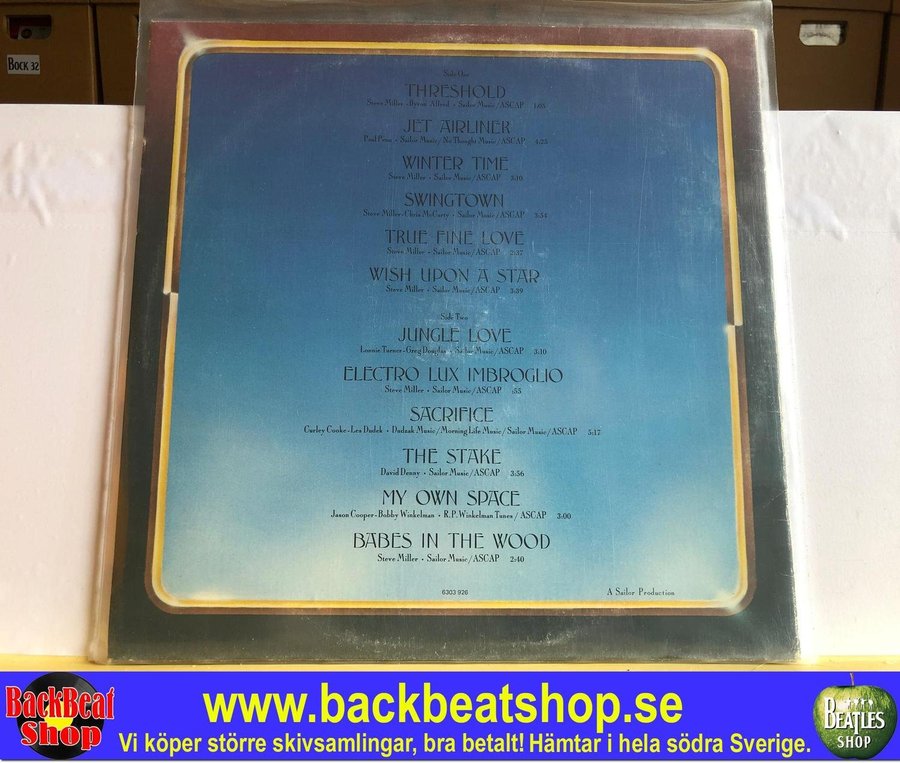 BOCK 32
Side One
THRESHOLD
Steve Miller-Byron Allred • Sailor Music/ASCAP 1:05
JET AIRLINER
Paul Pena • Sailor Music/No Thought Music/ASCAP 4:25
WINTER TIME
Steve Miller • Sailor Music/ASCAP 3:10
SWINGTOWN
Steve Miller-Chris McCarty • Sailor Music/ASCAP 3:54
TRUE FINE LOVE
Steve Miller • Sailor Music/ASCAP 2:37
WISH UPON A STAR
Steve Miller • Sailor Music/ASCAP 3:39
Side Two
JUNGLE LOVE
Lonnie Turner-Greg Douglas • Sailor Music/ASCAP 3:10
ELECTRO LUX IMBROGLIO
Steve Miller • Sailor Music/ASCAP :55
SACRIFICE
Curley Cooke-Les Dudek • Dudzak Music/Morning Life Music/Sailor Music/ASCAP 5:17
THE STAKE
David Denny • Sailor Music/ASCAP 3:56
MY OWN SPACE
Jason Cooper-Bobby Winkelman • R.P. Winkelman Tunes/ASCAP 3:00
BABES IN THE WOOD
Steve Miller • Sailor Music/ASCAP 2:40
6303 926
A Sailor Production
BackBeat
Shop
www.backbeatshop.se
Vi köper större skivsamlingar, bra betalt! Hämtar i hela södra Sverige.
THE
BEATLES
SHOP